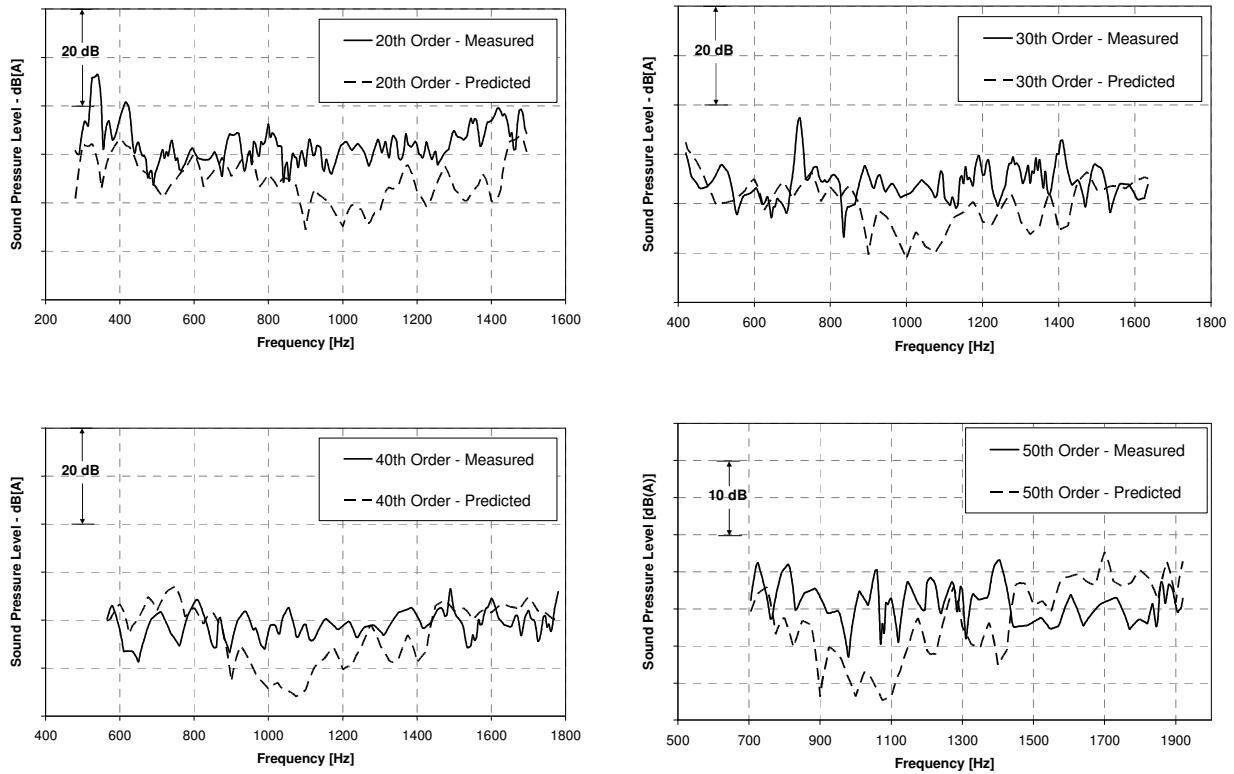 20 dB
20th Order - Measured
20th Order - Predicted
Sound Pressure Level - dB[A]
200 400 600 800 1000 1200 1400 1600
Frequency [Hz]
20 dB
30th Order - Measured
30th Order - Predicted
Sound Pressure Level - dB[A]
400 600 800 1000 1200 1400 1600 1800
Frequency [Hz]
20 dB
40th Order - Measured
40th Order - Predicted
Sound Pressure Level - dB[A]
400 600 800 1000 1200 1400 1600 1800
Frequency [Hz]
10 dB
50th Order - Measured
50th Order - Predicted
Sound Pressure Level [dB(A)]
500 700 900 1100 1300 1500 1700 1900
Frequency [Hz]